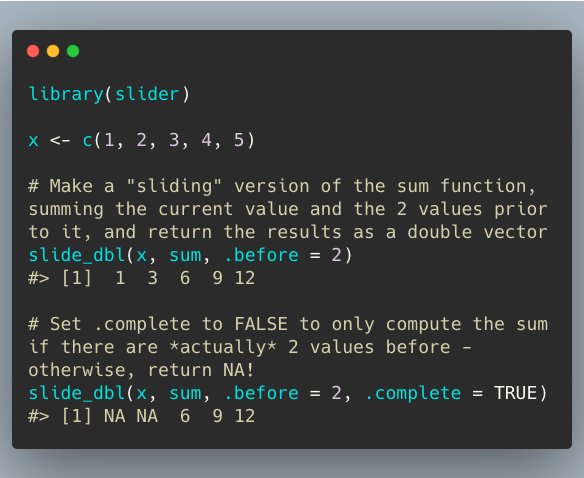 library(slider)
x <- c(1, 2, 3, 4, 5)
# Make a "sliding" version of the sum function,
summing the current value and the 2 values prior
to it, and return the results as a double vector
slide_dbl(x, sum, .before = 2)
#> [1]  1  3  6  9 12
# Set .complete to FALSE to only compute the sum
if there are *actually* 2 values before -
otherwise, return NA!
slide_dbl(x, sum, .before = 2, .complete = TRUE)
#> [1] NA NA  6  9 12